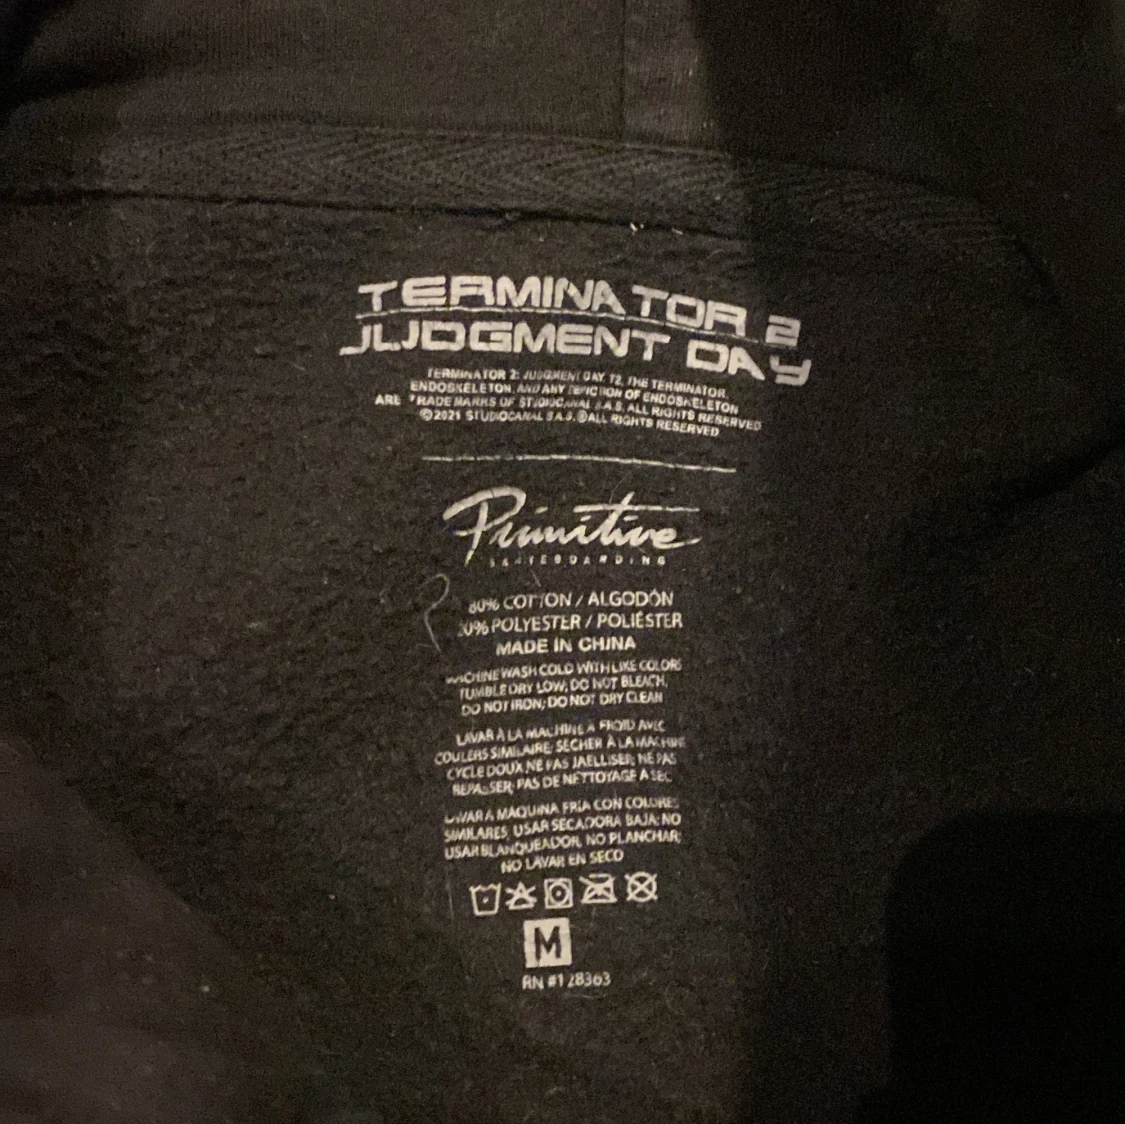 TERMINATOR 2
JUDGMENT DAY
TERMINATOR 2: JUDGMENT DAY, T2, THE TERMINATOR,
ENDOSKELETON, AND ANY DEPICTION OF ENDOSKELETON
ARE TRADEMARKS OF STUDIOCANAL S.A.S. ALL RIGHTS RESERVED
©2021 STUDIOCANAL S.A.S. ® ALL RIGHTS RESERVED
Primitive
SKATEBOARDING
80% COTTON / ALGODÓN
20% POLYESTER / POLIÉSTER
MADE IN CHINA
MACHINE WASH COLD WITH LIKE COLORS
TUMBLE DRY LOW; DO NOT BLEACH,
DO NOT IRON; DO NOT DRY CLEAN
LAVAR À LA MACHINE À FROID AVEC
COULERS SIMILAIRE; SÉCHER À LA MACHINE
CYCLE DOUX, NE PAS JAELLISER; NE PAS
REPASSER; PAS DE NETTOYAGE A SEC
LAVAR A MÁQUINA FRÍA CON COLORES
SIMILARES, USAR SECADORA BAJA; NO
USAR BLANQUEADOR, NO PLANCHAR;
NO LAVAR EN SECO
M
RN #128363